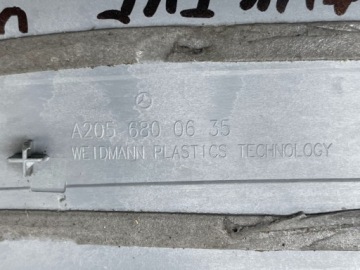 A205 680 06 35
WEIDMANN PLASTICS TECHNOLOGY